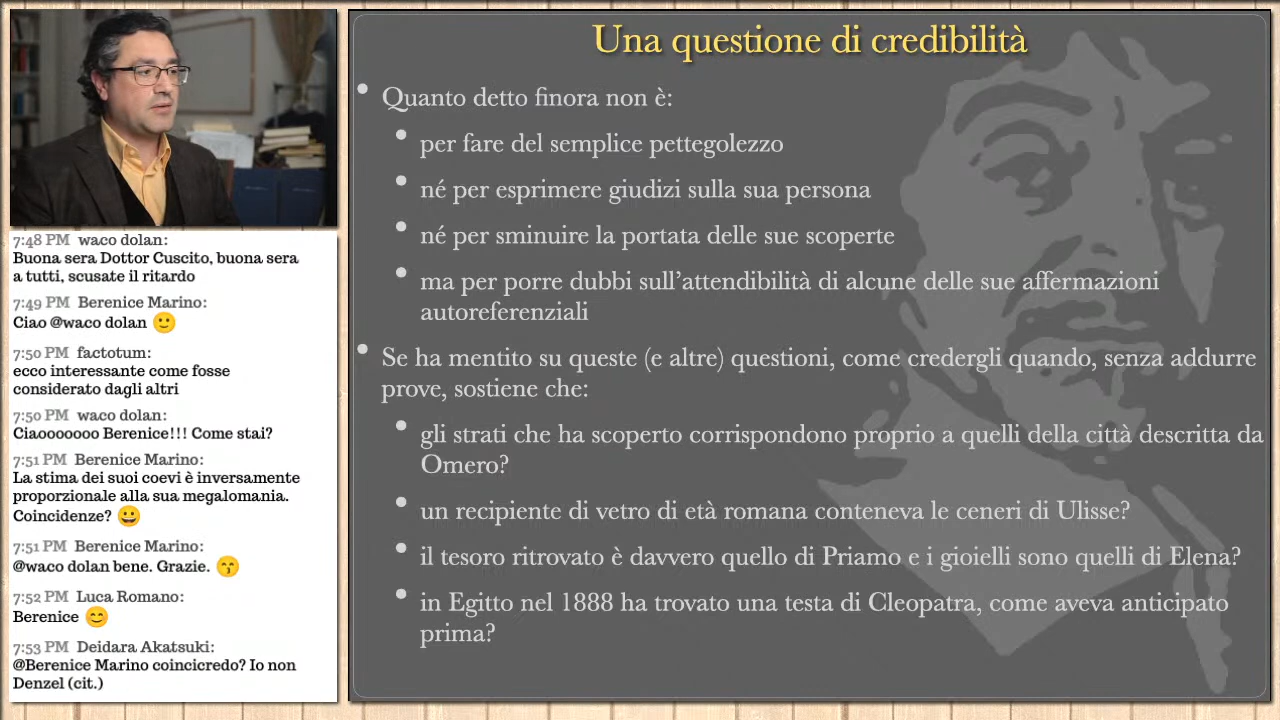 Una questione di credibilità
Quanto detto finora non è:
per fare del semplice pettegolezzo
né per esprimere giudizi sulla sua persona
né per sminuire la portata delle sue scoperte
ma per porre dubbi sull’attendibilità di alcune delle sue affermazioni
autoreferenziali
Se ha mentito su queste (e altre) questioni, come credergli quando, senza addurre
prove, sostiene che:
gli strati che ha scoperto corrispondono proprio a quelli della città descritta da
Omero?
un recipiente di vetro di età romana conteneva le ceneri di Ulisse?
il tesoro ritrovato è davvero quello di Priamo e i gioielli sono quelli di Elena?
in Egitto nel 1888 ha trovato una testa di Cleopatra, come aveva anticipato
prima?
7:48 PM waco dolan:
Buona sera Dottor Cuscito, buona sera
a tutti, scusate il ritardo
7:49 PM Berenice Marino:
Ciao @waco dolan 🙂
7:50 PM factotum:
ecco interessante come fosse
considerato dagli altri
7:50 PM waco dolan:
Ciaooooooo Berenice!!! Come stai?
7:51 PM Berenice Marino:
La stima dei suoi coevi è inversamente
proporzionale alla sua megalomania.
Coincidenze? 😀
7:51 PM Berenice Marino:
@waco dolan bene. Grazie. 😙
7:52 PM Luca Romano:
Berenice 😊
7:53 PM Deidara Akatsuki:
@Berenice Marino coincicredo? Io non
Denzel (cit.)